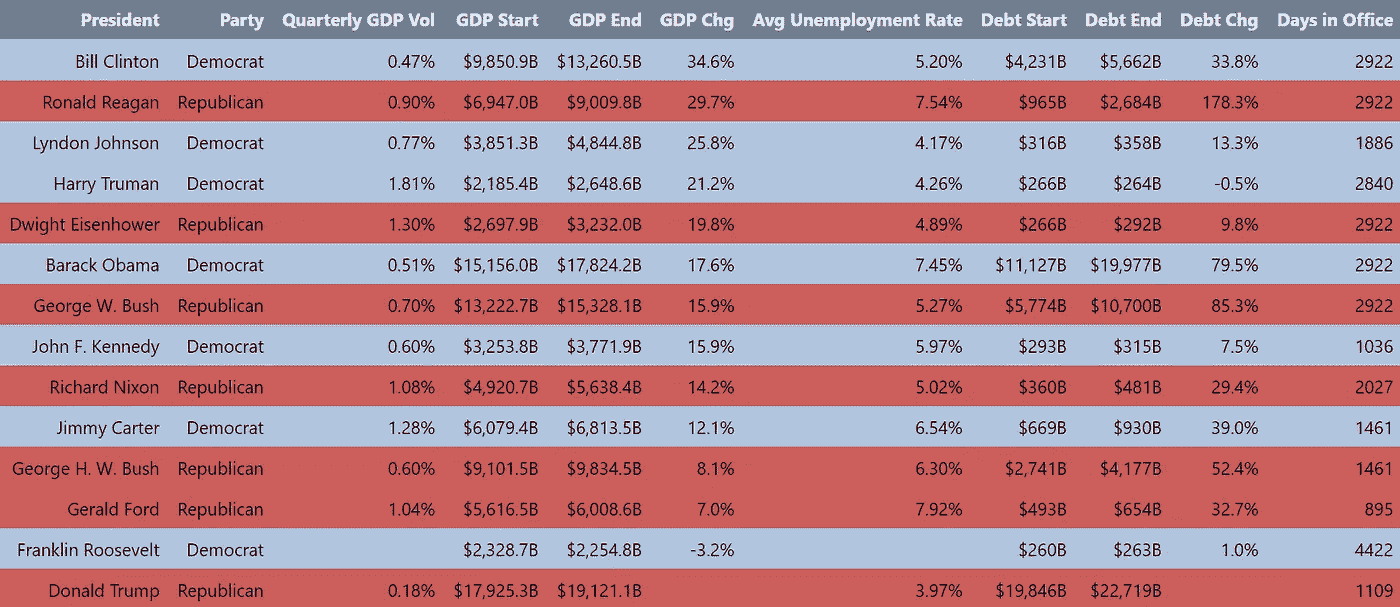 President Party Quarterly GDP Vol GDP Start GDP End GDP Chg Avg Unemployment Rate Debt Start Debt End Debt Chg Days in Office
Bill Clinton Democrat 0.47% $9,850.9B $13,260.5B 34.6% 5.20% $4,231B $5,662B 33.8% 2922
Ronald Reagan Republican 0.90% $6,947.0B $9,009.8B 29.7% 7.54% $965B $2,684B 178.3% 2922
Lyndon Johnson Democrat 0.77% $3,851.3B $4,844.8B 25.8% 4.17% $316B $358B 13.3% 1886
Harry Truman Democrat 1.81% $2,185.4B $2,648.6B 21.2% 4.26% $266B $264B -0.5% 2840
Dwight Eisenhower Republican 1.30% $2,697.9B $3,232.0B 19.8% 4.89% $266B $292B 9.8% 2922
Barack Obama Democrat 0.51% $15,156.0B $17,824.2B 17.6% 7.45% $11,127B $19,977B 79.5% 2922
George W. Bush Republican 0.70% $13,222.7B $15,328.1B 15.9% 5.27% $5,774B $10,700B 85.3% 2922
John F. Kennedy Democrat 0.60% $3,253.8B $3,771.9B 15.9% 5.97% $293B $315B 7.5% 1036
Richard Nixon Republican 1.08% $4,920.7B $5,638.4B 14.2% 5.02% $360B $481B 29.4% 2027
Jimmy Carter Democrat 1.28% $6,079.4B $6,813.5B 12.1% 6.54% $669B $930B 39.0% 1461
George H. W. Bush Republican 0.60% $9,101.5B $9,834.5B 8.1% 6.30% $2,741B $4,177B 52.4% 1461
Gerald Ford Republican 1.04% $5,616.5B $6,008.6B 7.0% 7.92% $493B $654B 32.7% 895
Franklin Roosevelt Democrat $2,328.7B $2,254.8B -3.2% $260B $263B 1.0% 4422
Donald Trump Republican 0.18% $17,925.3B $19,121.1B 3.97% $19,846B $22,719B 1109